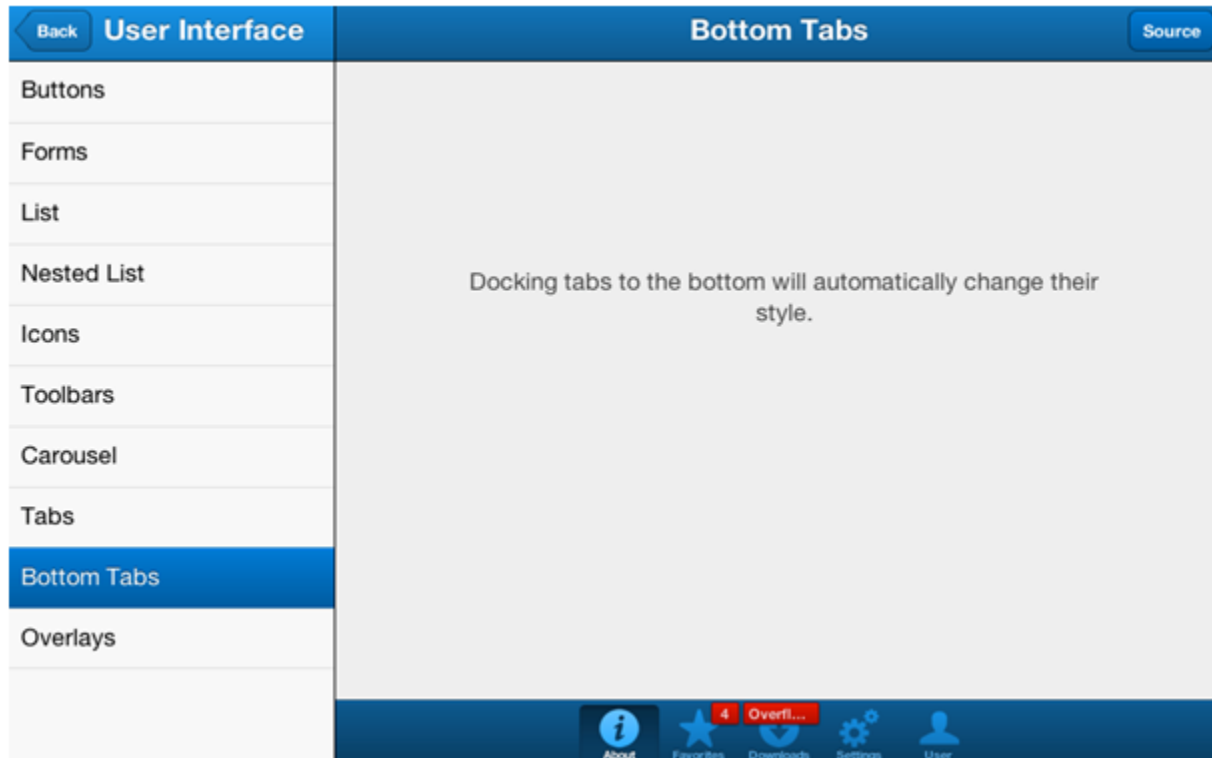 Back
User Interface
Bottom Tabs
Source
Buttons
Forms
List
Nested List
Icons
Toolbars
Carousel
Tabs
Bottom Tabs
Overlays
Docking tabs to the bottom will automatically change their
style.
4
Overfl...
About
Favorites
Downloads
Settings
User